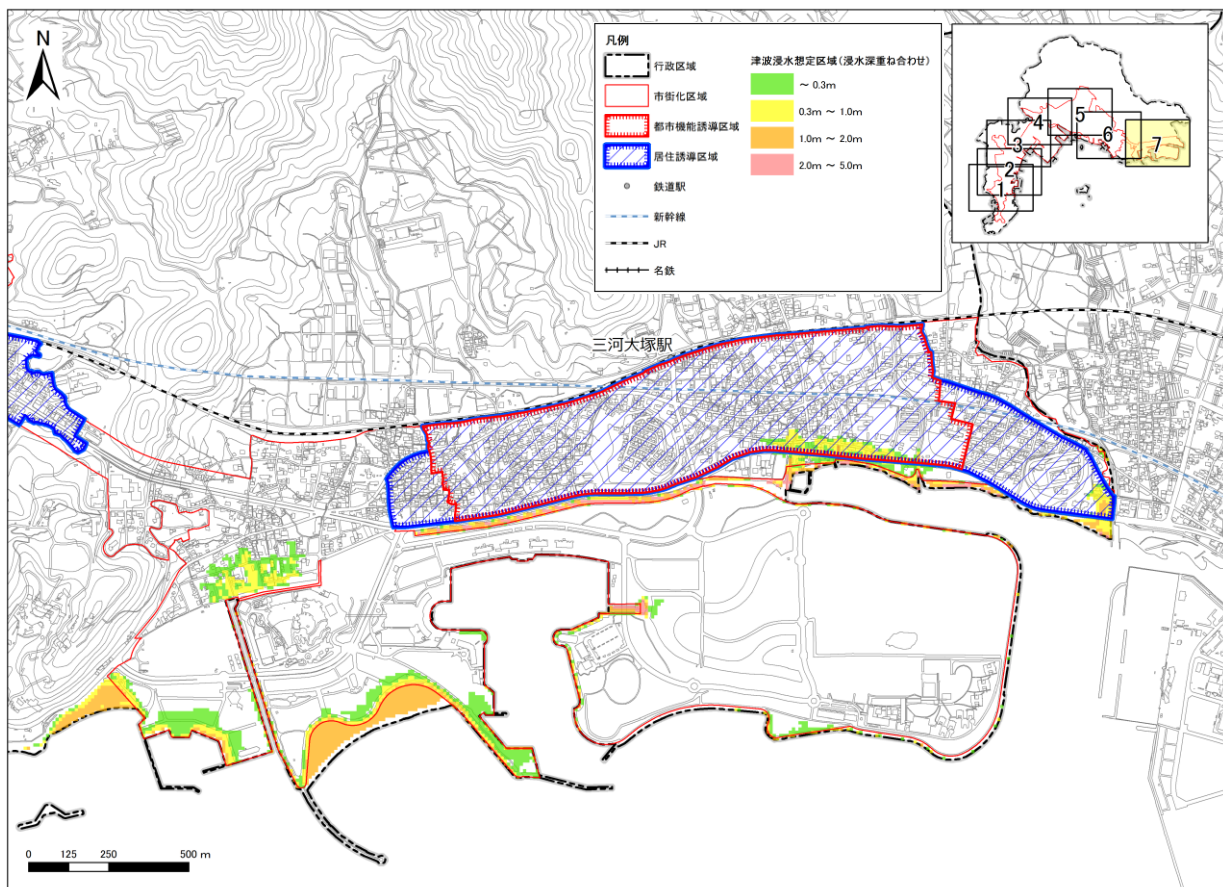 N
凡例
行政区域
市街化区域
都市機能誘導区域
居住誘導区域
鉄道駅
新幹線
JR
名鉄
津波浸水想定区域(浸水深重ね合わせ)
～ 0.3m
0.3m ～ 1.0m
1.0m ～ 2.0m
2.0m ～ 5.0m
5
4
6
3
7
2
1
三河大塚駅
0 125 250 500 m